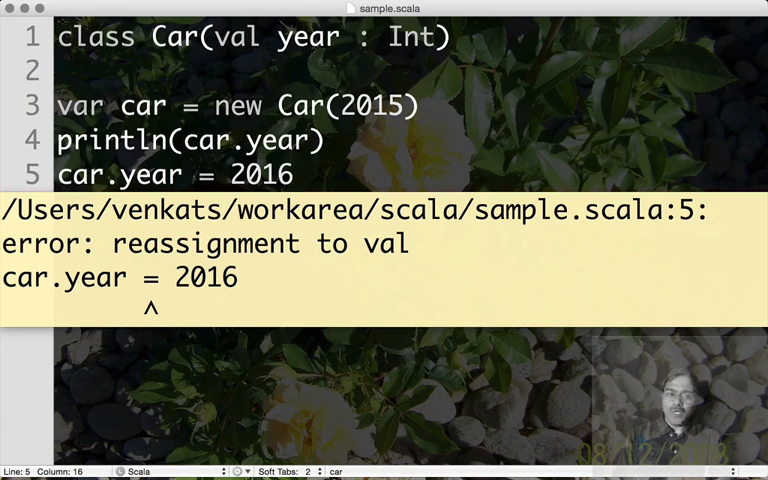 sample.scala
1 class Car(val year : Int)
2
3 var car = new Car(2015)
4 println(car.year)
5 car.year = 2016
/Users/venkats/workarea/scala/sample.scala:5:
error: reassignment to val
car.year = 2016
^
Line: 5 Column: 16 Scala Soft Tabs: 2 car